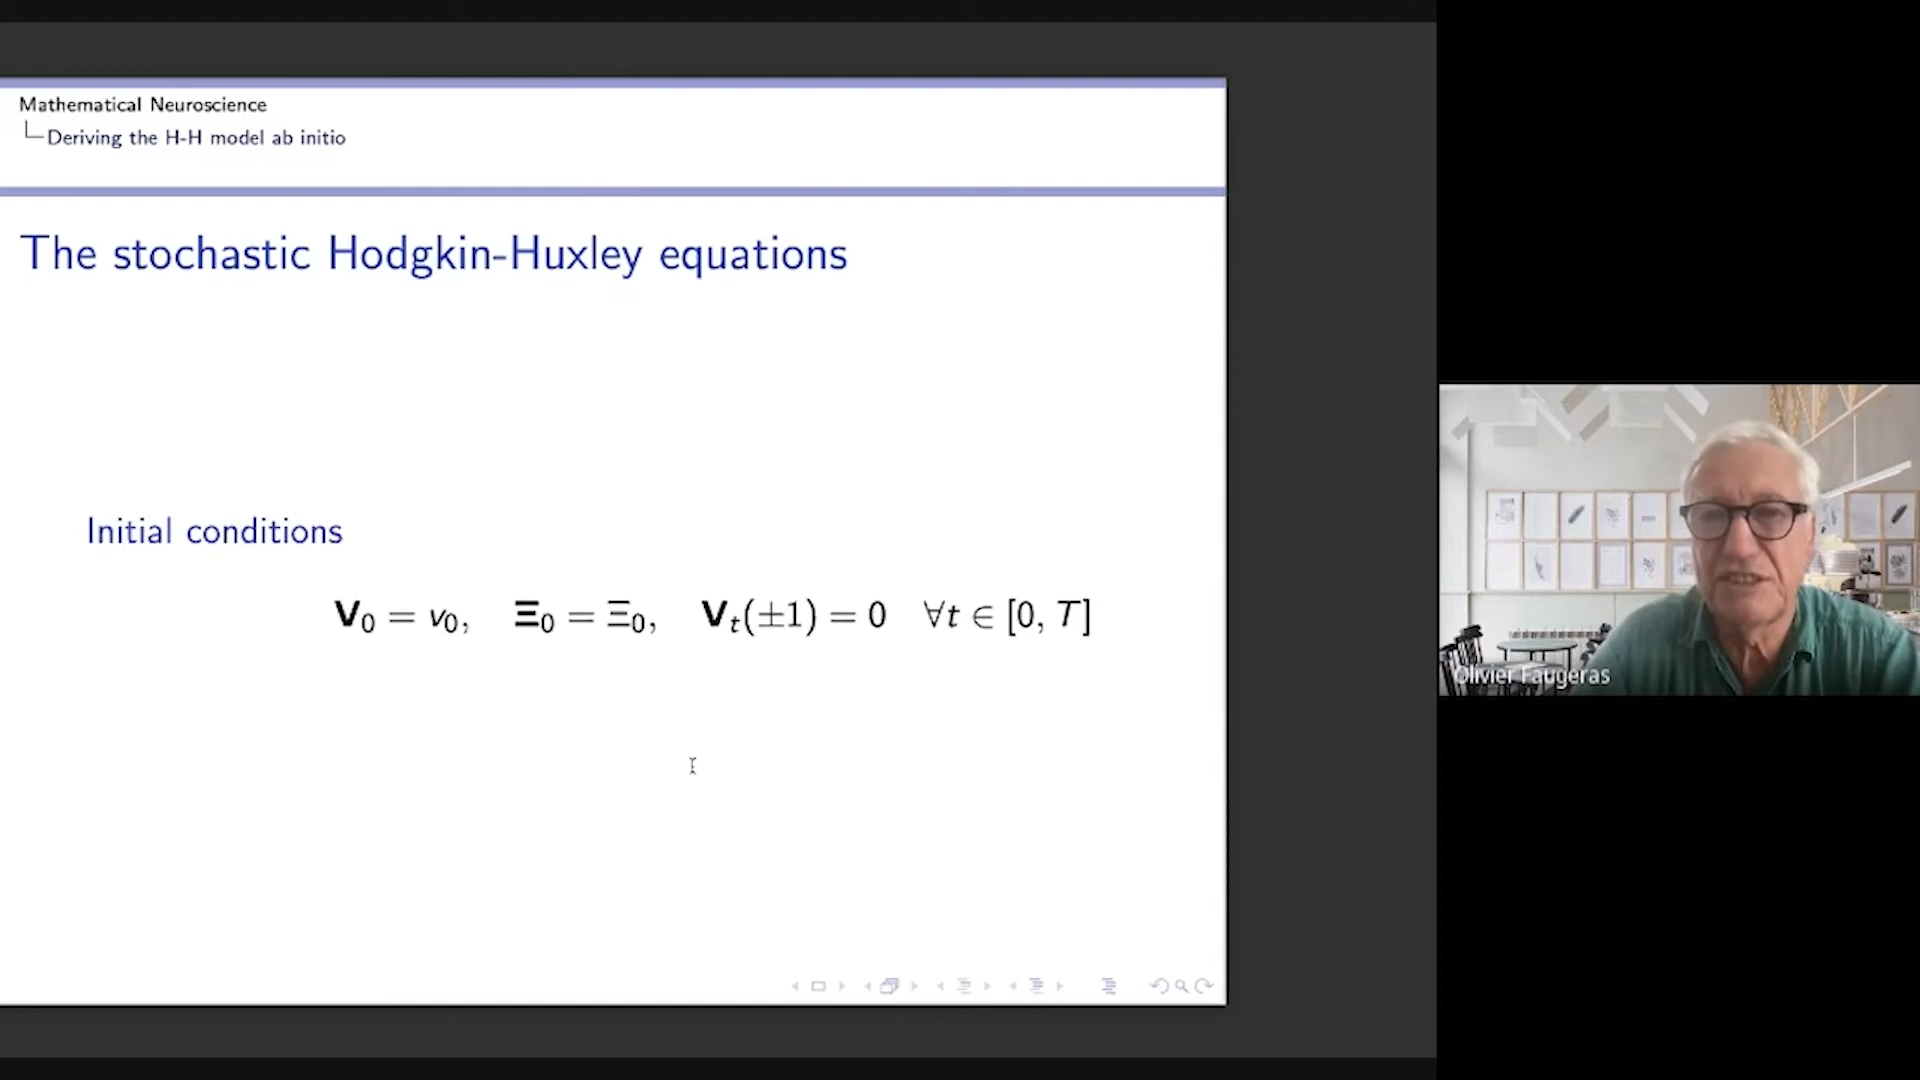 Mathematical Neuroscience
Deriving the H-H model ab initio
The stochastic Hodgkin-Huxley equations
Initial conditions
V₀ = v₀, Ξ₀ = Ξ₀, Vₜ(±1) = 0 ∀t ∈ [0, T]
Olivier Faugeras